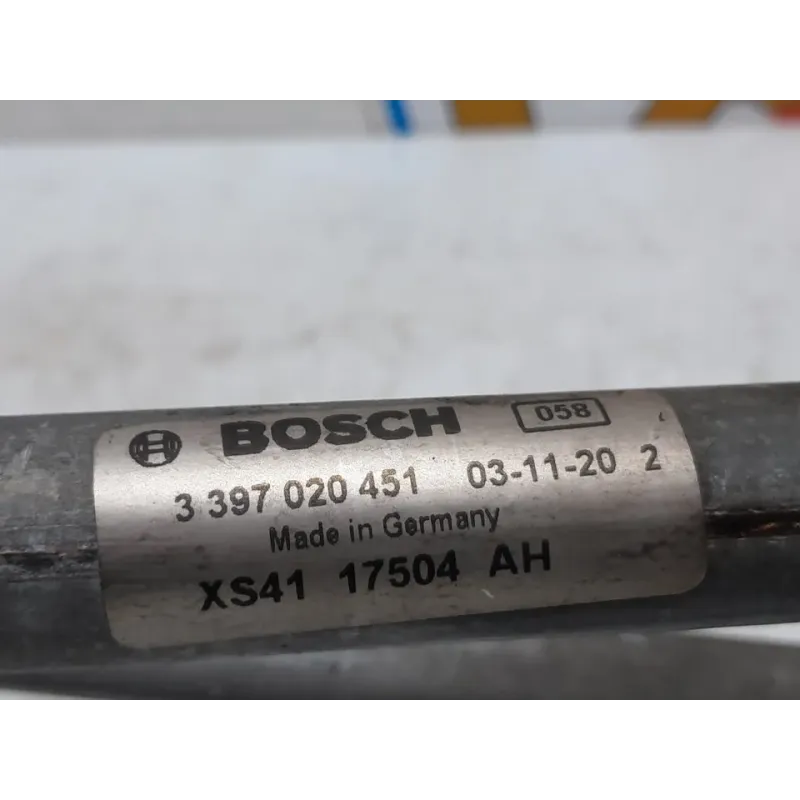 BOSCH 058
3 397 020 451 03-11-20 2
Made in Germany
XS41 17504 AH